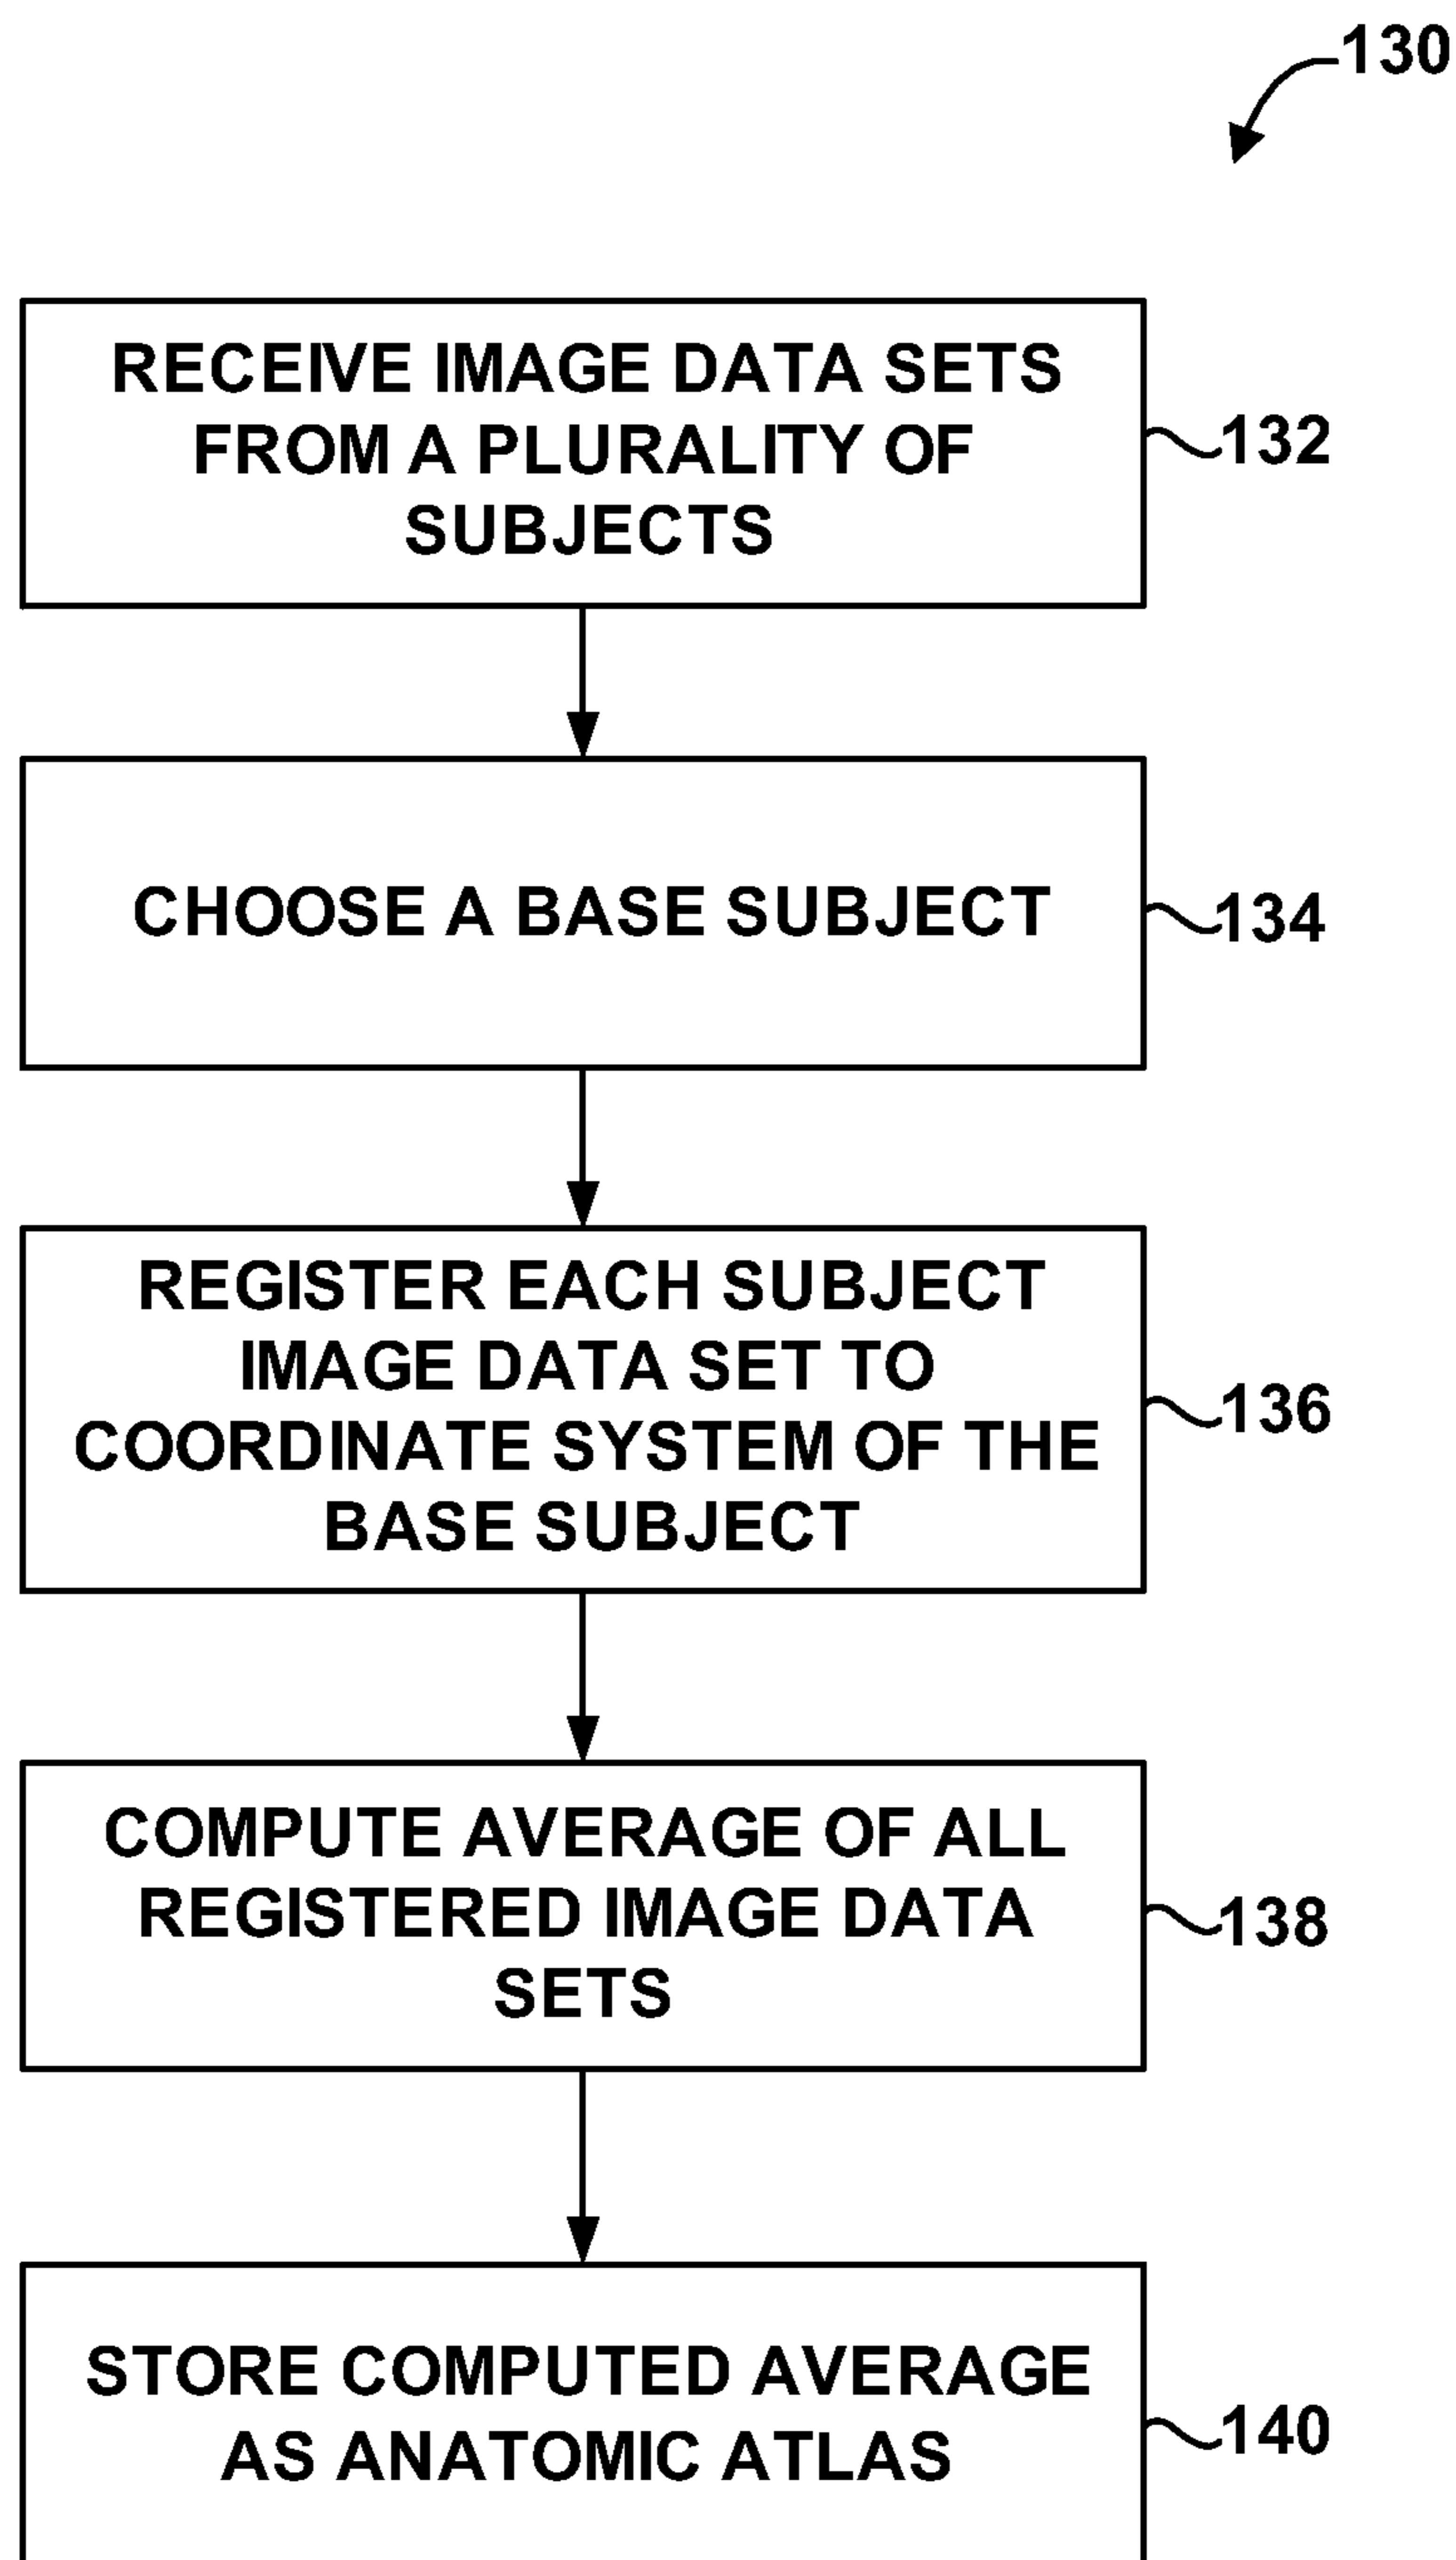 130
RECEIVE IMAGE DATA SETS
FROM A PLURALITY OF
SUBJECTS
132
CHOOSE A BASE SUBJECT
134
REGISTER EACH SUBJECT
IMAGE DATA SET TO
COORDINATE SYSTEM OF THE
BASE SUBJECT
136
COMPUTE AVERAGE OF ALL
REGISTERED IMAGE DATA
SETS
138
STORE COMPUTED AVERAGE
AS ANATOMIC ATLAS
140